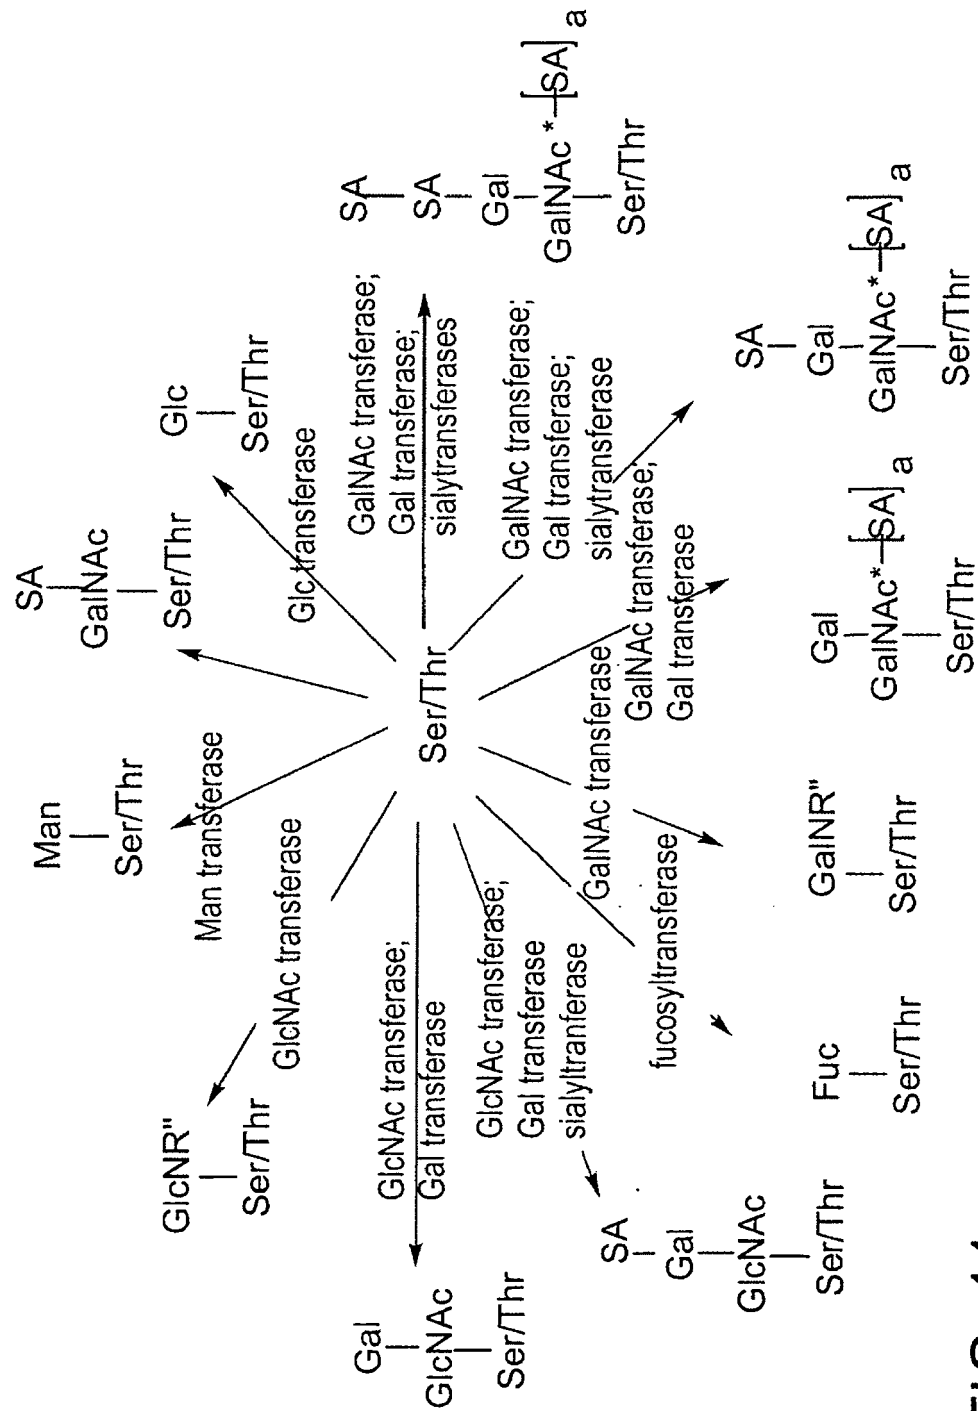 SA
GalNAc
Ser/Thr
Man
Ser/Thr
Glc
Ser/Thr
GlcNR"
Ser/Thr
Man transferase
Glc transferase
GlcNAc transferase
SA
SA
Gal
GalNAc*—[SA]a
Ser/Thr
GalNAc transferase;
Gal transferase;
sialytransferases
Gal
GlcNAc
Ser/Thr
GlcNAc transferase;
Gal transferase
Ser/Thr
GlcNAc transferase;
Gal transferase
sialyltranferase
GalNAc transferase;
Gal transferase;
sialytransferase
GalNAc transferase
GalNAc transferase;
Gal transferase
fucosyltransferase
SA
Gal
GlcNAc
Ser/Thr
Fuc
Ser/Thr
GalNR"
Ser/Thr
Gal
GalNAc*—[SA]a
Ser/Thr
SA
Gal
GalNAc*—[SA]a
Ser/Thr